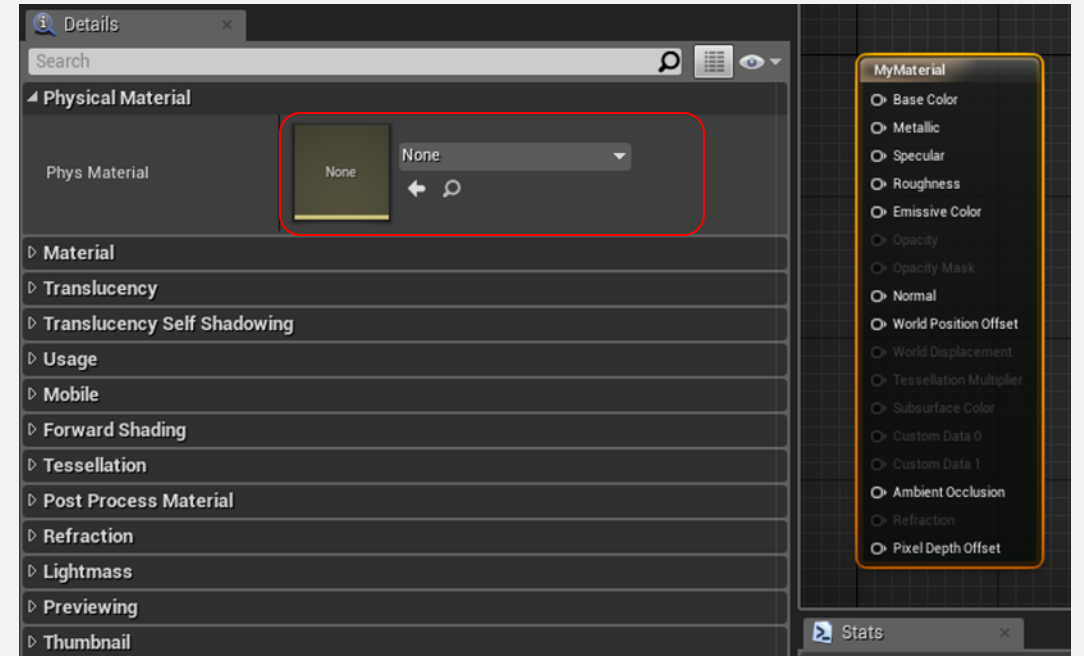 Details
Search
Physical Material
Phys Material
None
None
Material
Translucency
Translucency Self Shadowing
Usage
Mobile
Forward Shading
Tessellation
Post Process Material
Refraction
Lightmass
Previewing
Thumbnail
MyMaterial
Base Color
Metallic
Specular
Roughness
Emissive Color
Opacity
Opacity Mask
Normal
World Position Offset
World Displacement
Tessellation Multiplier
Subsurface Color
Custom Data 0
Custom Data 1
Ambient Occlusion
Refraction
Pixel Depth Offset
Stats